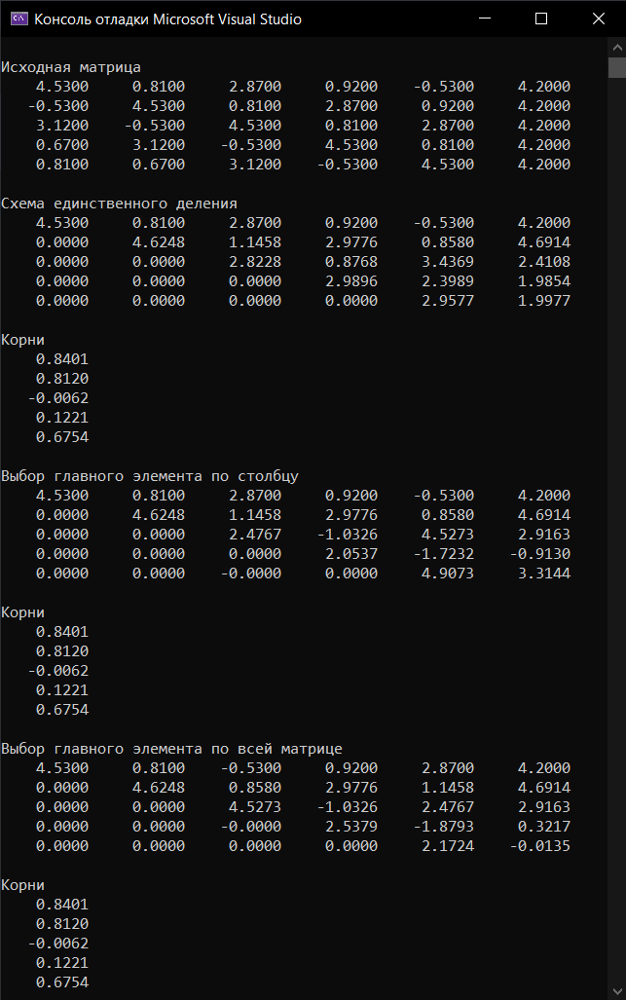 Консоль отладки Microsoft Visual Studio
Исходная матрица
4.5300 0.8100 2.8700 0.9200 -0.5300 4.2000
-0.5300 4.5300 0.8100 2.8700 0.9200 4.2000
3.1200 -0.5300 4.5300 0.8100 2.8700 4.2000
0.6700 3.1200 -0.5300 4.5300 0.8100 4.2000
0.8100 0.6700 3.1200 -0.5300 4.5300 4.2000
Схема единственного деления
4.5300 0.8100 2.8700 0.9200 -0.5300 4.2000
0.0000 4.6248 1.1458 2.9776 0.8580 4.6914
0.0000 0.0000 2.8228 0.8768 3.4369 2.4108
0.0000 0.0000 0.0000 2.9896 2.3989 1.9854
0.0000 0.0000 0.0000 0.0000 2.9577 1.9977
Корни
0.8401
0.8120
-0.0062
0.1221
0.6754
Выбор главного элемента по столбцу
4.5300 0.8100 2.8700 0.9200 -0.5300 4.2000
0.0000 4.6248 1.1458 2.9776 0.8580 4.6914
0.0000 0.0000 2.4767 -1.0326 4.5273 2.9163
0.0000 0.0000 0.0000 2.0537 -1.7232 -0.9130
0.0000 0.0000 -0.0000 0.0000 4.9073 3.3144
Корни
0.8401
0.8120
-0.0062
0.1221
0.6754
Выбор главного элемента по всей матрице
4.5300 0.8100 -0.5300 0.9200 2.8700 4.2000
0.0000 4.6248 0.8580 2.9776 1.1458 4.6914
0.0000 0.0000 4.5273 -1.0326 2.4767 2.9163
0.0000 0.0000 -0.0000 2.5379 -1.8793 0.3217
0.0000 0.0000 0.0000 0.0000 2.1724 -0.0135
Корни
0.8401
0.8120
-0.0062
0.1221
0.6754